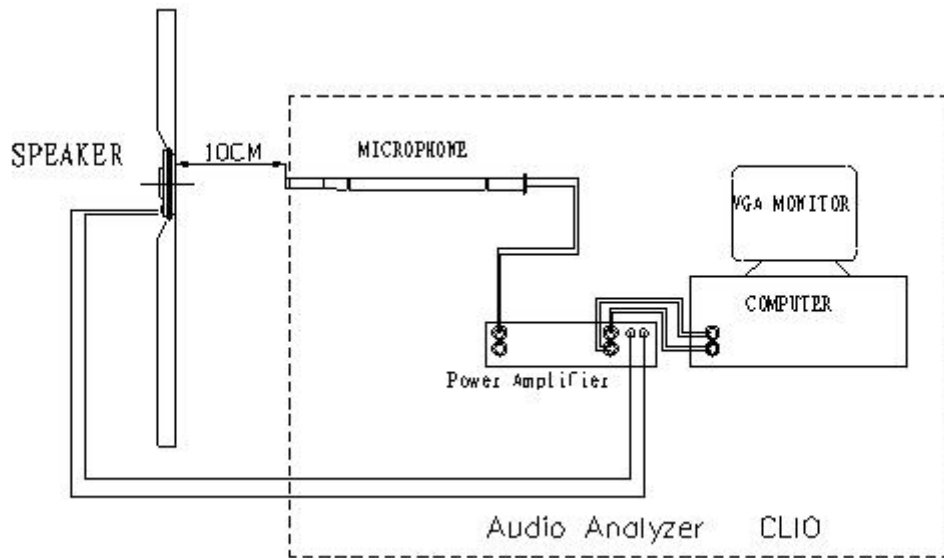 SPEAKER
10CM
MICROPHONE
VGA MONITOR
COMPUTER
Power Amplifier
Audio Analyzer CLIO